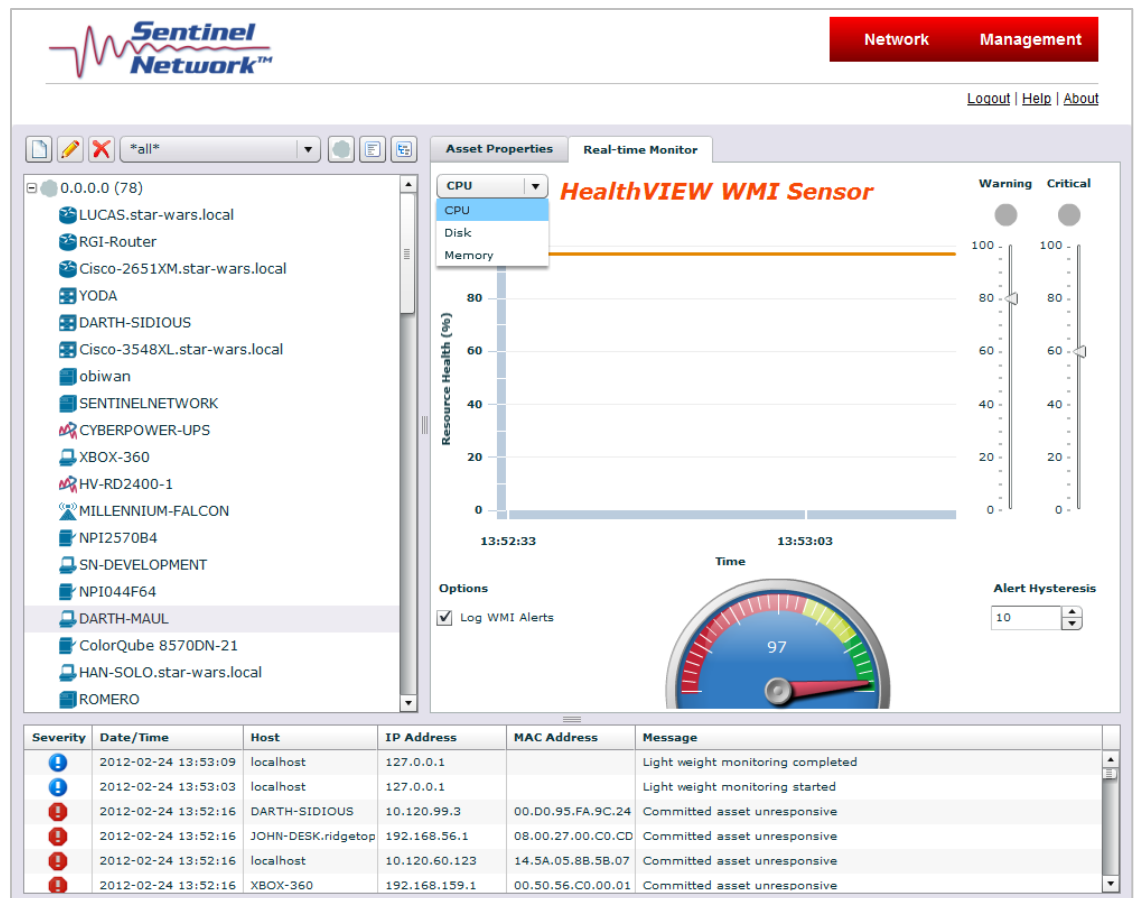 Sentinel
Network™
Network Management
Logout | Help | About
*all*
Asset Properties Real-time Monitor
0.0.0.0 (78)
LUCAS.star-wars.local
RGI-Router
Cisco-2651XM.star-wars.local
YODA
DARTH-SIDIOUS
Cisco-3548XL.star-wars.local
obiwan
SENTINELNETWORK
CYBERPOWER-UPS
XBOX-360
HV-RD2400-1
MILLENNIUM-FALCON
NPI2570B4
SN-DEVELOPMENT
NPI044F64
DARTH-MAUL
ColorQube 8570DN-21
HAN-SOLO.star-wars.local
ROMERO
CPU
HealthVIEW WMI Sensor
CPU
Disk
Memory
Resource Health (%)
80
60
40
20
0
13:52:33 13:53:03
Time
Warning Critical
100 100
80 80
60 60
40 40
20 20
0 0
Options
Log WMI Alerts
97
Alert Hysteresis
10
Severity Date/Time Host IP Address MAC Address Message
2012-02-24 13:53:09 localhost 127.0.0.1 Light weight monitoring completed
2012-02-24 13:53:03 localhost 127.0.0.1 Light weight monitoring started
2012-02-24 13:52:16 DARTH-SIDIOUS 10.120.99.3 00.D0.95.FA.9C.24 Committed asset unresponsive
2012-02-24 13:52:16 JOHN-DESK.ridgetop 192.168.56.1 08.00.27.00.C0.CD Committed asset unresponsive
2012-02-24 13:52:16 localhost 10.120.60.123 14.5A.05.8B.5B.07 Committed asset unresponsive
2012-02-24 13:52:16 XBOX-360 192.168.159.1 00.50.56.C0.00.01 Committed asset unresponsive